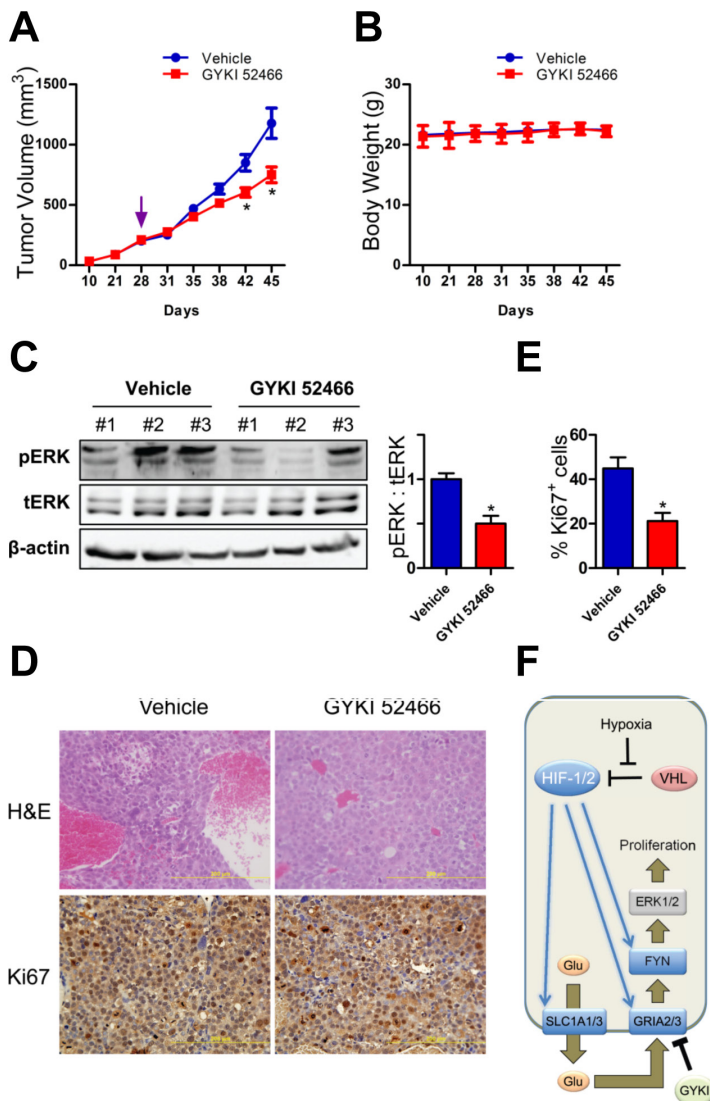 A
Vehicle
GYKI 52466
Tumor Volume (mm³)
1500
1000
500
0
*
*
10 21 28 31 35 38 42 45
Days
B
Vehicle
GYKI 52466
Body Weight (g)
30
20
10
0
10 21 28 31 35 38 42 45
Days
C
Vehicle GYKI 52466
#1 #2 #3 #1 #2 #3
pERK
tERK
β-actin
pERK : tERK
1
0
*
Vehicle
GYKI 52466
E
% Ki67⁺ cells
60
40
20
0
*
Vehicle
GYKI 52466
D
Vehicle GYKI 52466
H&E
Ki67
F
Hypoxia
HIF-1/2
VHL
Proliferation
ERK1/2
FYN
Glu
SLC1A1/3
GRIA2/3
Glu
GYKI